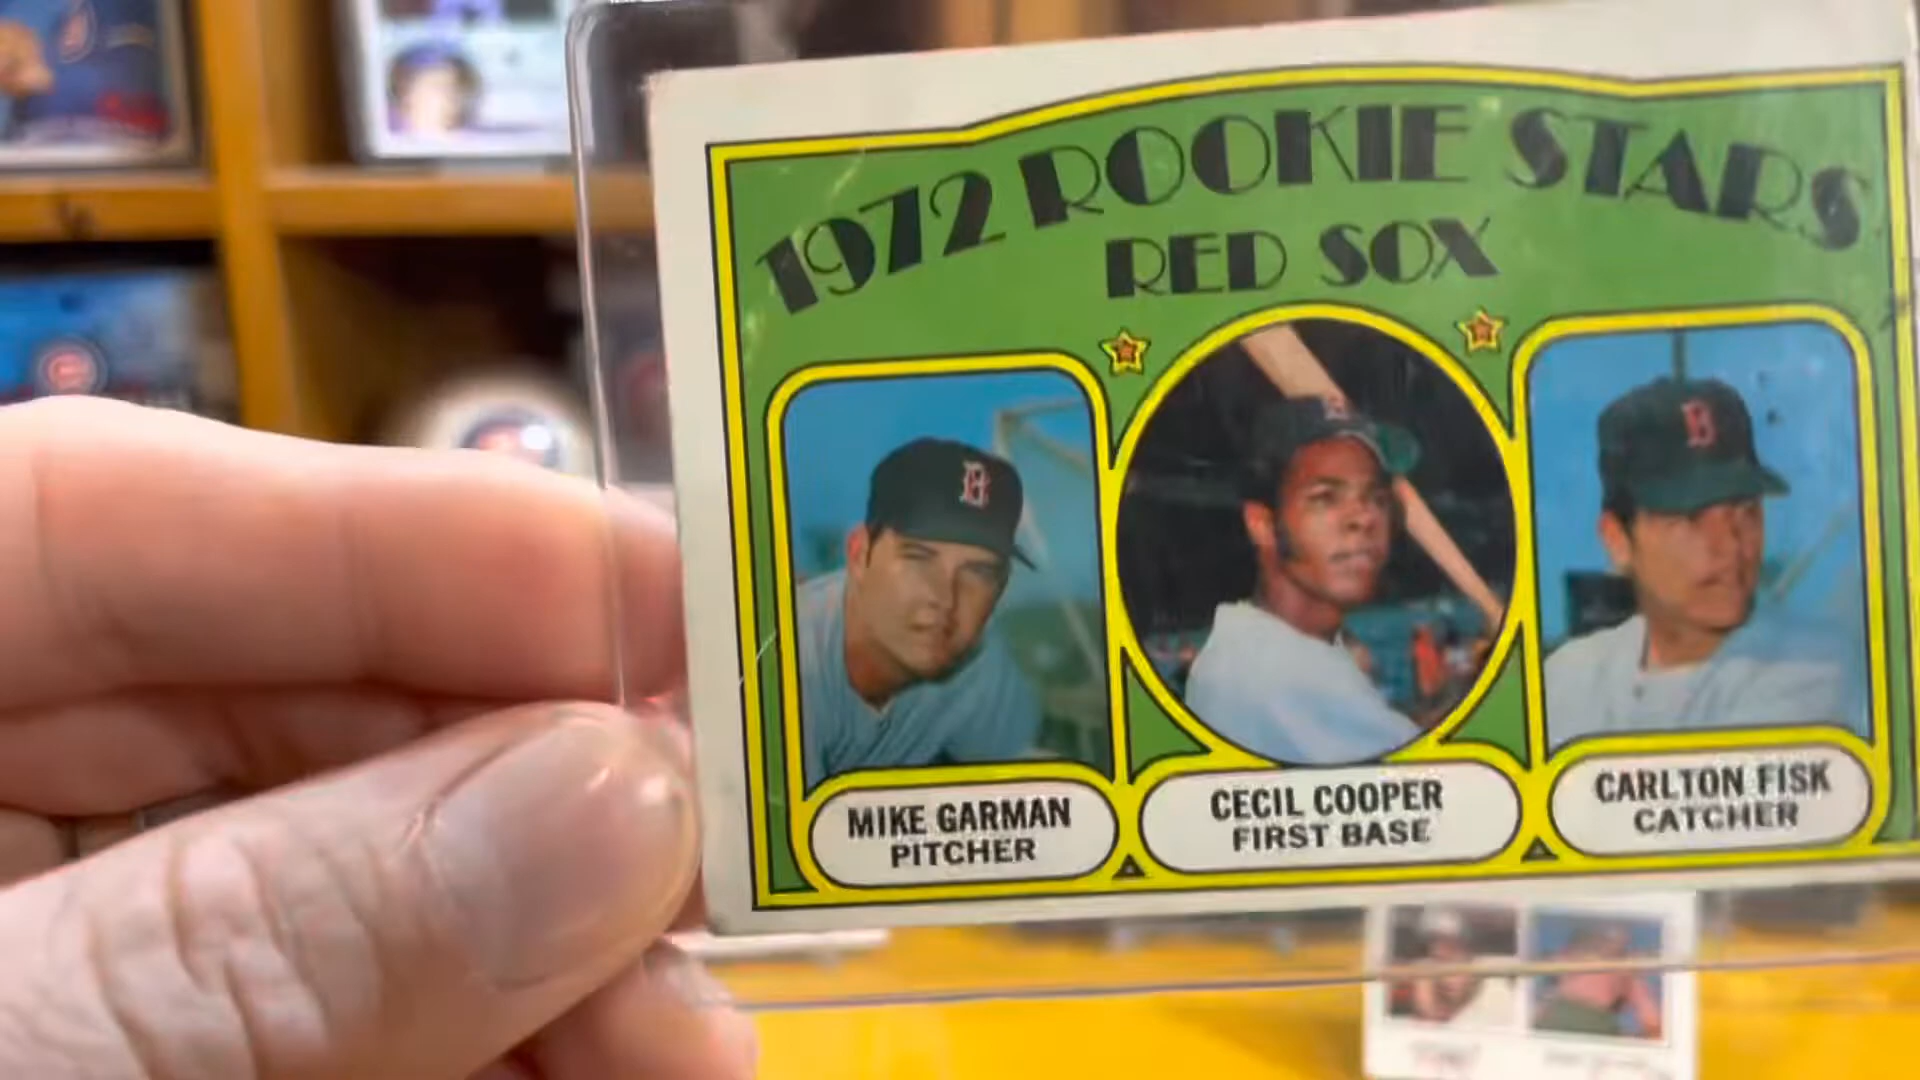 1972 ROOKIE STARS
RED SOX
B
B
B
MIKE GARMAN
PITCHER
CECIL COOPER
FIRST BASE
CARLTON FISK
CATCHER